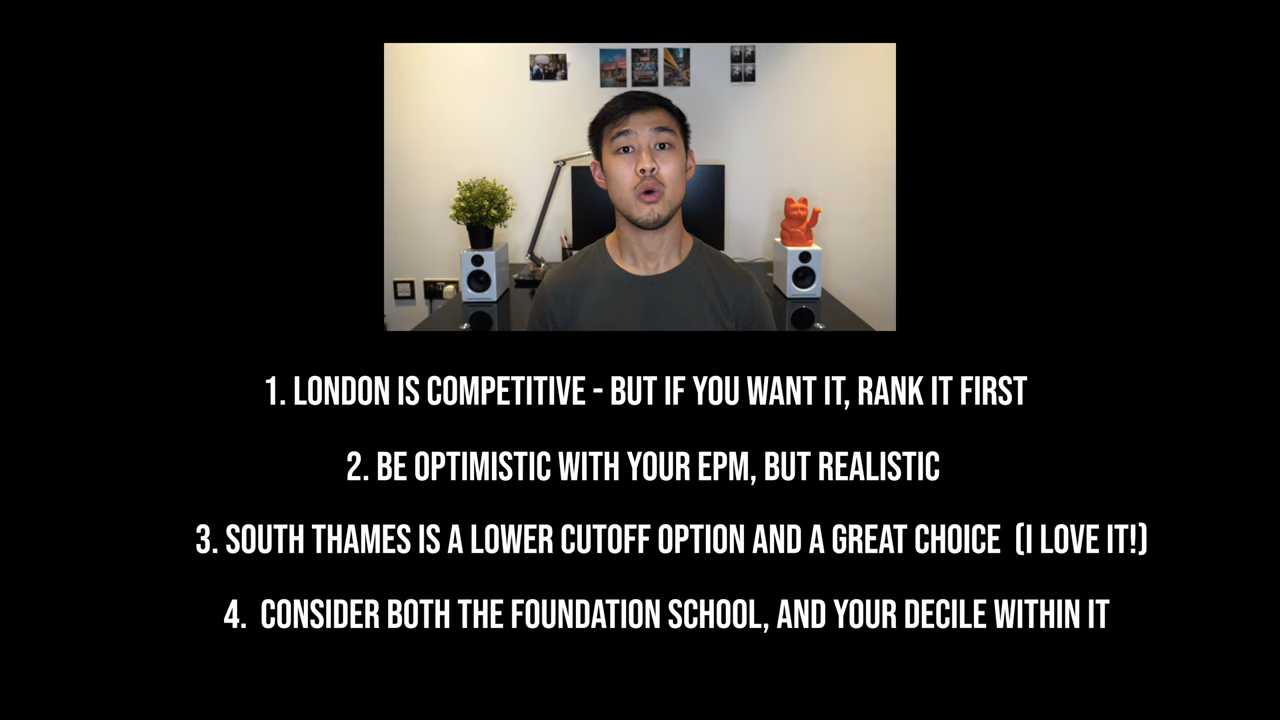 1. LONDON IS COMPETITIVE - BUT IF YOU WANT IT, RANK IT FIRST
2. BE OPTIMISTIC WITH YOUR EPM, BUT REALISTIC
3. SOUTH THAMES IS A LOWER CUTOFF OPTION AND A GREAT CHOICE (I LOVE IT!)
4. CONSIDER BOTH THE FOUNDATION SCHOOL, AND YOUR DECILE WITHIN IT